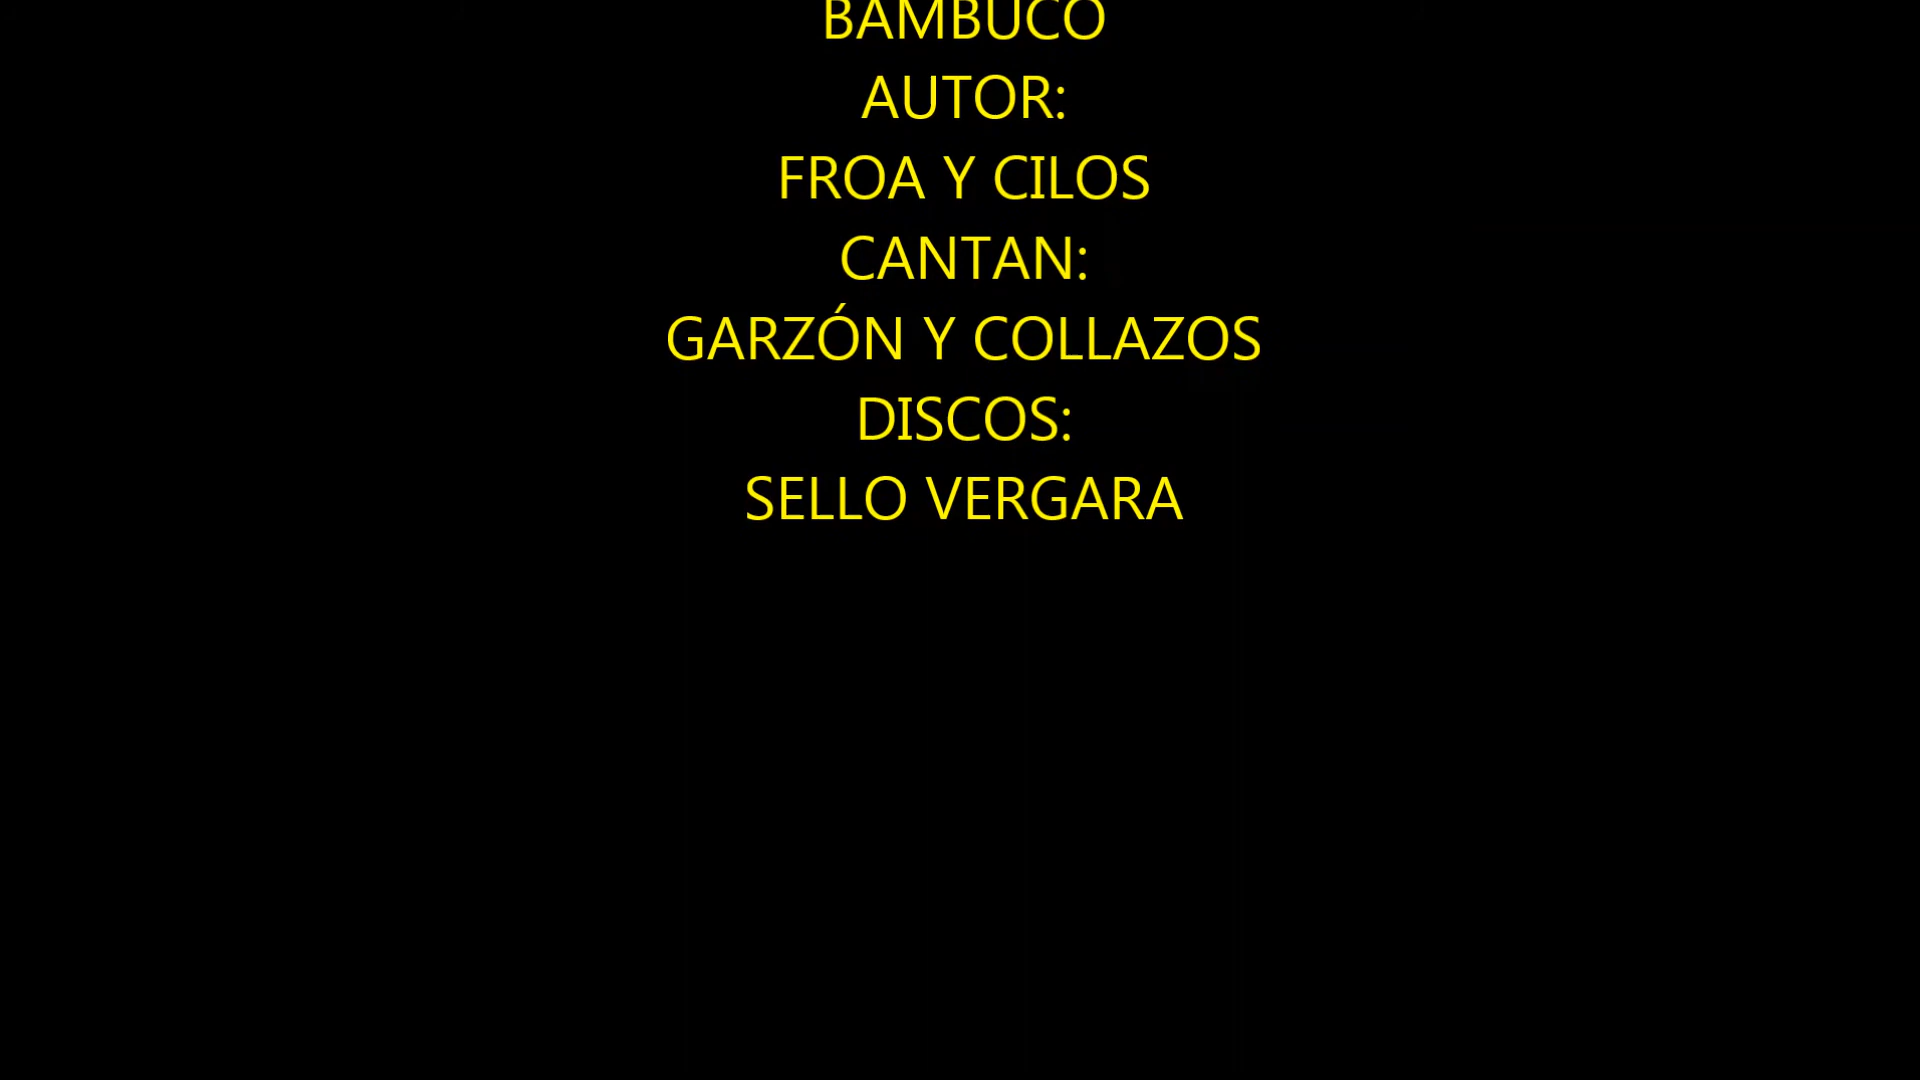 BAMBUCO
AUTOR:
FROA Y CILOS
CANTAN:
GARZÓN Y COLLAZOS
DISCOS:
SELLO VERGARA